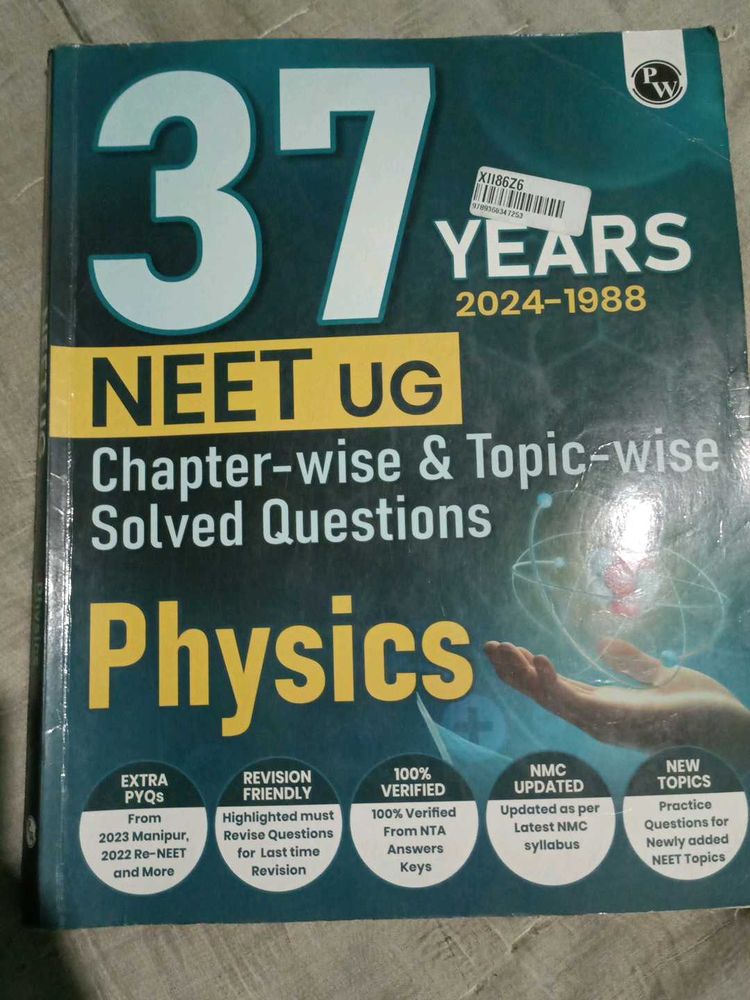 37
PW
X1186Z6
9789360347253
YEARS
2024-1988
NEET UG
Chapter-wise & Topic-wise
Solved Questions
Physics
EXTRA
PYQs
From
2023 Manipur,
2022 Re-NEET
and More
REVISION
FRIENDLY
Highlighted must
Revise Questions
for Last time
Revision
100%
VERIFIED
100% Verified
From NTA
Answers
Keys
NMC
UPDATED
Updated as per
Latest NMC
syllabus
NEW
TOPICS
Practice
Questions for
Newly added
NEET Topics
Physics